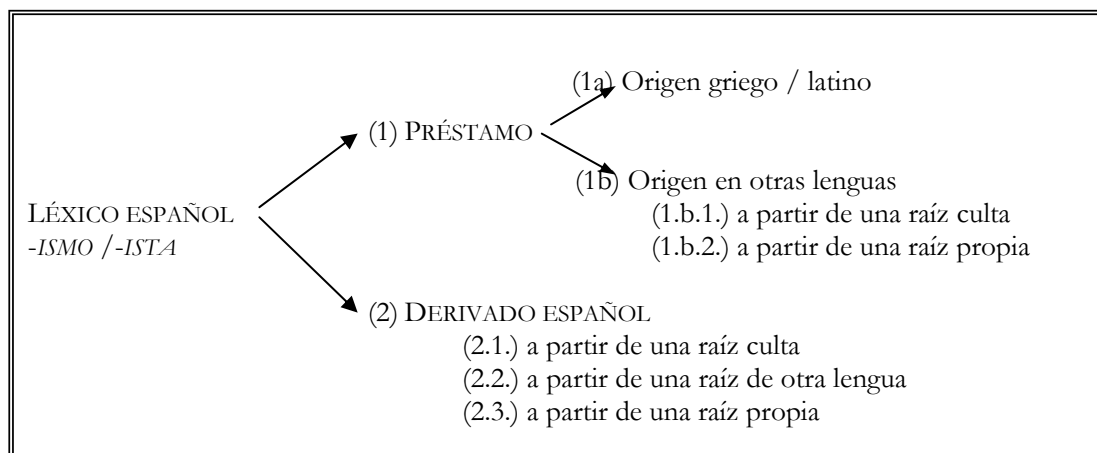 (1a) Origen griego / latino
(1) PRÉSTAMO
(1b) Origen en otras lenguas
LÉXICO ESPAÑOL
(1.b.1.) a partir de una raíz culta
-ISMO /-ISTA
(1.b.2.) a partir de una raíz propia
(2) DERIVADO ESPAÑOL
(2.1.) a partir de una raíz culta
(2.2.) a partir de una raíz de otra lengua
(2.3.) a partir de una raíz propia